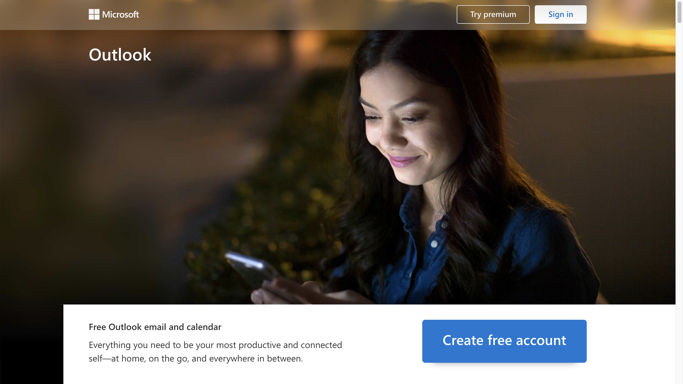 Microsoft
Try premium
Sign in
Outlook
Free Outlook email and calendar
Everything you need to be your most productive and connected
self—at home, on the go, and everywhere in between.
Create free account